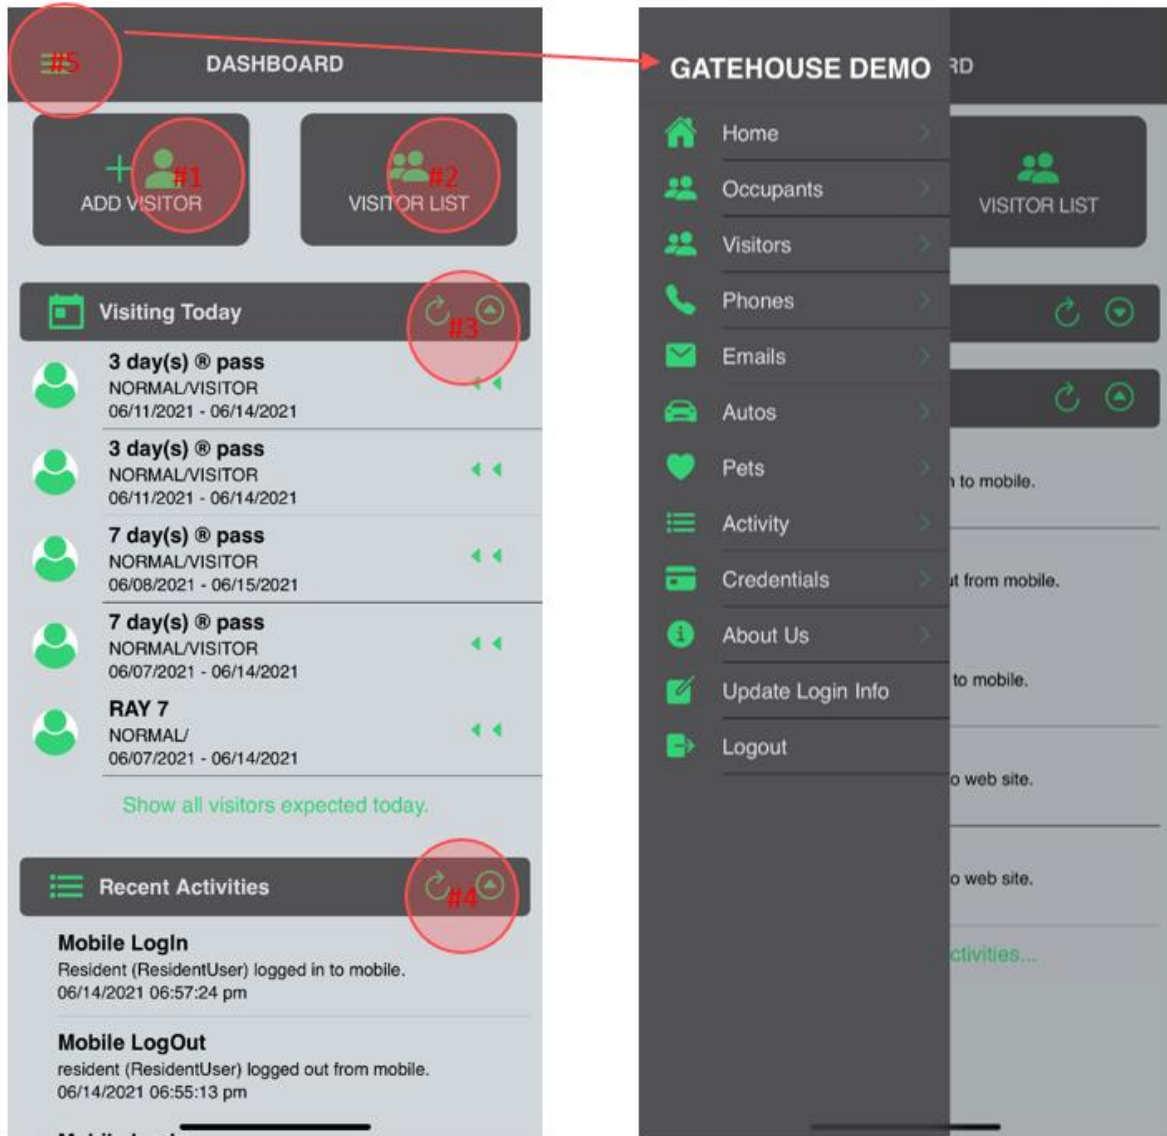 #5
DASHBOARD
#1
ADD VISITOR
#2
VISITOR LIST
Visiting Today
#3
3 day(s) ® pass
NORMAL/VISITOR
06/11/2021 - 06/14/2021
3 day(s) ® pass
NORMAL/VISITOR
06/11/2021 - 06/14/2021
7 day(s) ® pass
NORMAL/VISITOR
06/08/2021 - 06/15/2021
7 day(s) ® pass
NORMAL/VISITOR
06/07/2021 - 06/14/2021
RAY 7
NORMAL/
06/07/2021 - 06/14/2021
Show all visitors expected today.
Recent Activities
#4
Mobile LogIn
Resident (ResidentUser) logged in to mobile.
06/14/2021 06:57:24 pm
Mobile LogOut
resident (ResidentUser) logged out from mobile.
06/14/2021 06:55:13 pm
GATEHOUSE DEMO
RD
Home
Occupants
Visitors
Phones
Emails
Autos
Pets
Activity
Credentials
About Us
Update Login Info
Logout
VISITOR LIST
to mobile.
from mobile.
to mobile.
web site.
web site.